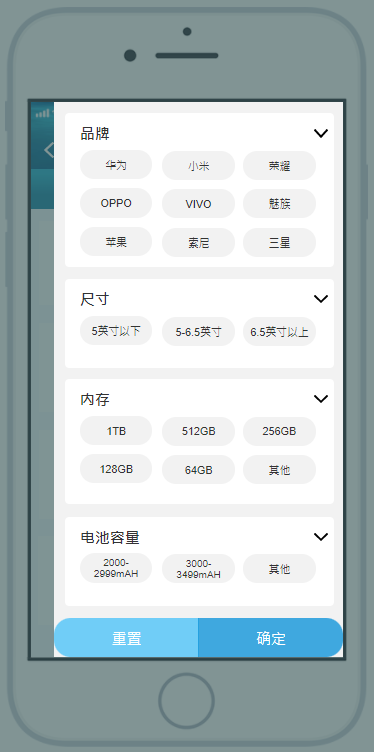 品牌
华为 小米 荣耀
OPPO VIVO 魅族
苹果 索尼 三星
尺寸
5英寸以下 5-6.5英寸 6.5英寸以上
内存
1TB 512GB 256GB
128GB 64GB 其他
电池容量
2000-
2999mAH
3000-
3499mAH
其他
重置 确定